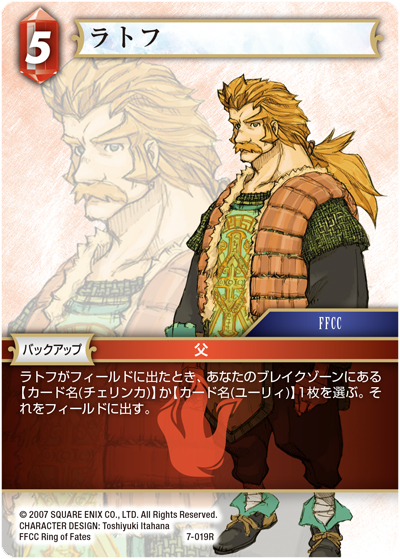 5
ラトフ
FFCC
バックアップ
父
ラトフがフィールドに出たとき、あなたのブレイクゾーンにある
【カード名(チェリンカ)】か【カード名(ユーリィ)】1枚を選ぶ。そ
れをフィールドに出す。
© 2007 SQUARE ENIX CO., LTD. All Rights Reserved.
CHARACTER DESIGN: Toshiyuki Itahana
FFCC Ring of Fates
7-019R